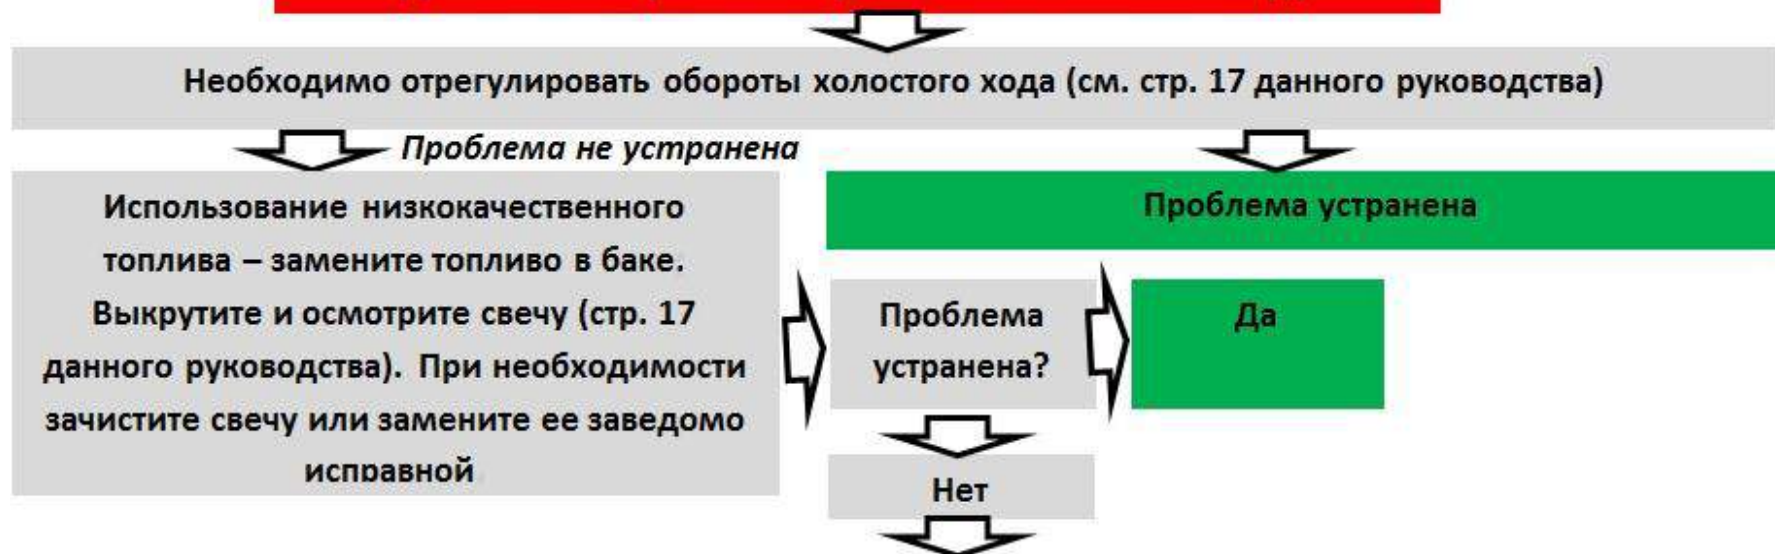 Необходимо отрегулировать обороты холостого хода (см. стр. 17 данного руководства)
Проблема не устранена
Использование низкокачественного
топлива – замените топливо в баке.
Выкрутите и осмотрите свечу (стр. 17
данного руководства). При необходимости
зачистите свечу или замените ее заведомо
исправной
Проблема устранена
Проблема
устранена?
Да
Нет